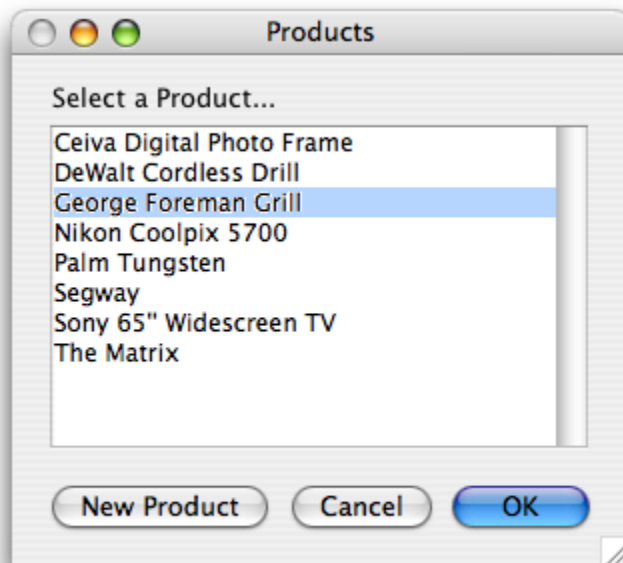 Products
Select a Product...
Ceiva Digital Photo Frame
DeWalt Cordless Drill
George Foreman Grill
Nikon Coolpix 5700
Palm Tungsten
Segway
Sony 65" Widescreen TV
The Matrix
New Product Cancel OK